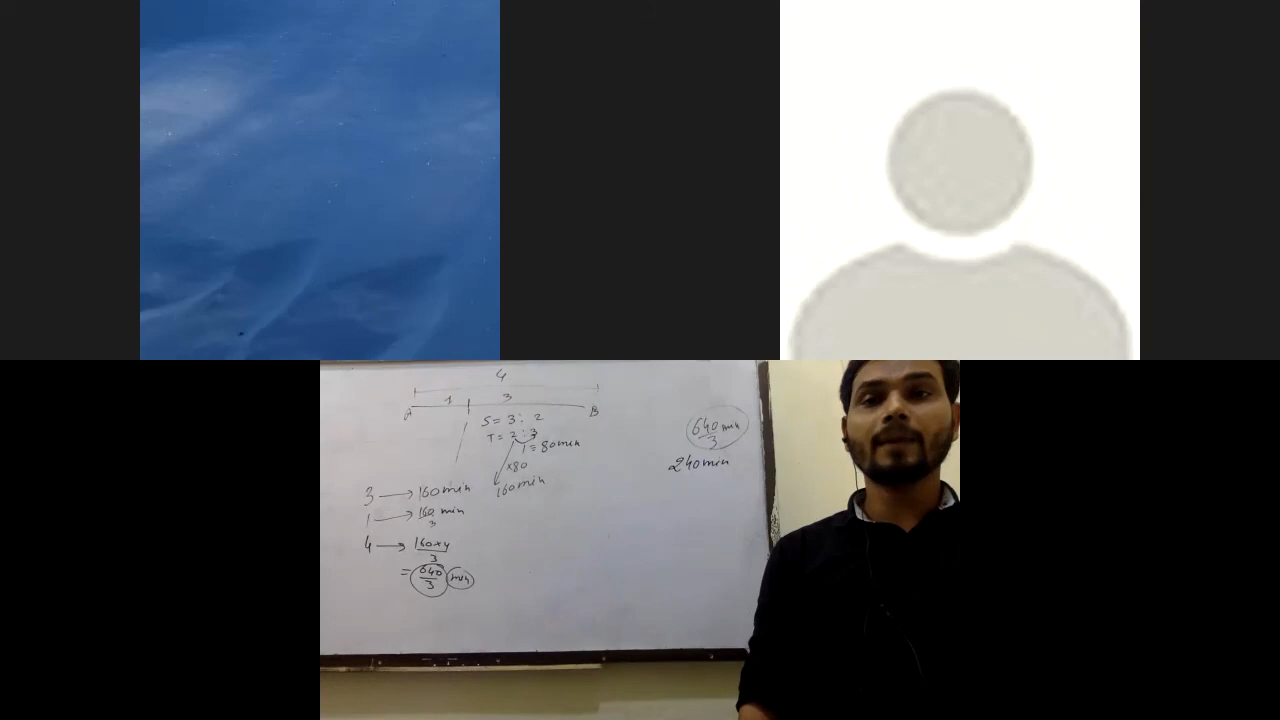 4
A 1 3 B
S = 3 : 2
T = 2 : 3
1 = 80 min
×80
160 min
3 → 160 min
1 → 160/3 min
4 → 160×4/3
= 640/3 min
640/3 min
240 min